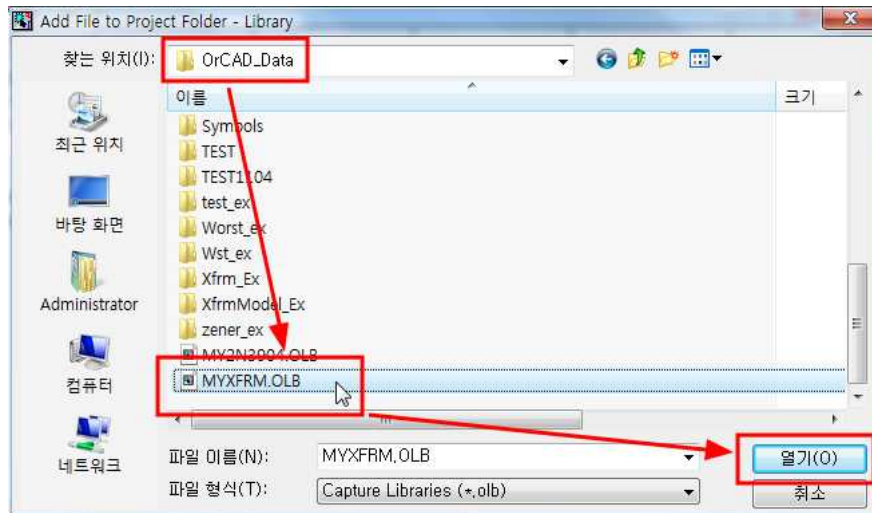 Add File to Project Folder - Library
찾는 위치(I):
OrCAD_Data
이름
크기
Symbols
TEST
TEST1104
test_ex
Worst_ex
Wst_ex
Xfrm_Ex
XfrmModel_Ex
zener_ex
MY2N3904.OLB
MYXFRM.OLB
최근 위치
바탕 화면
Administrator
컴퓨터
네트워크
파일 이름(N):
MYXFRM.OLB
열기(O)
파일 형식(T):
Capture Libraries (*.olb)
취소